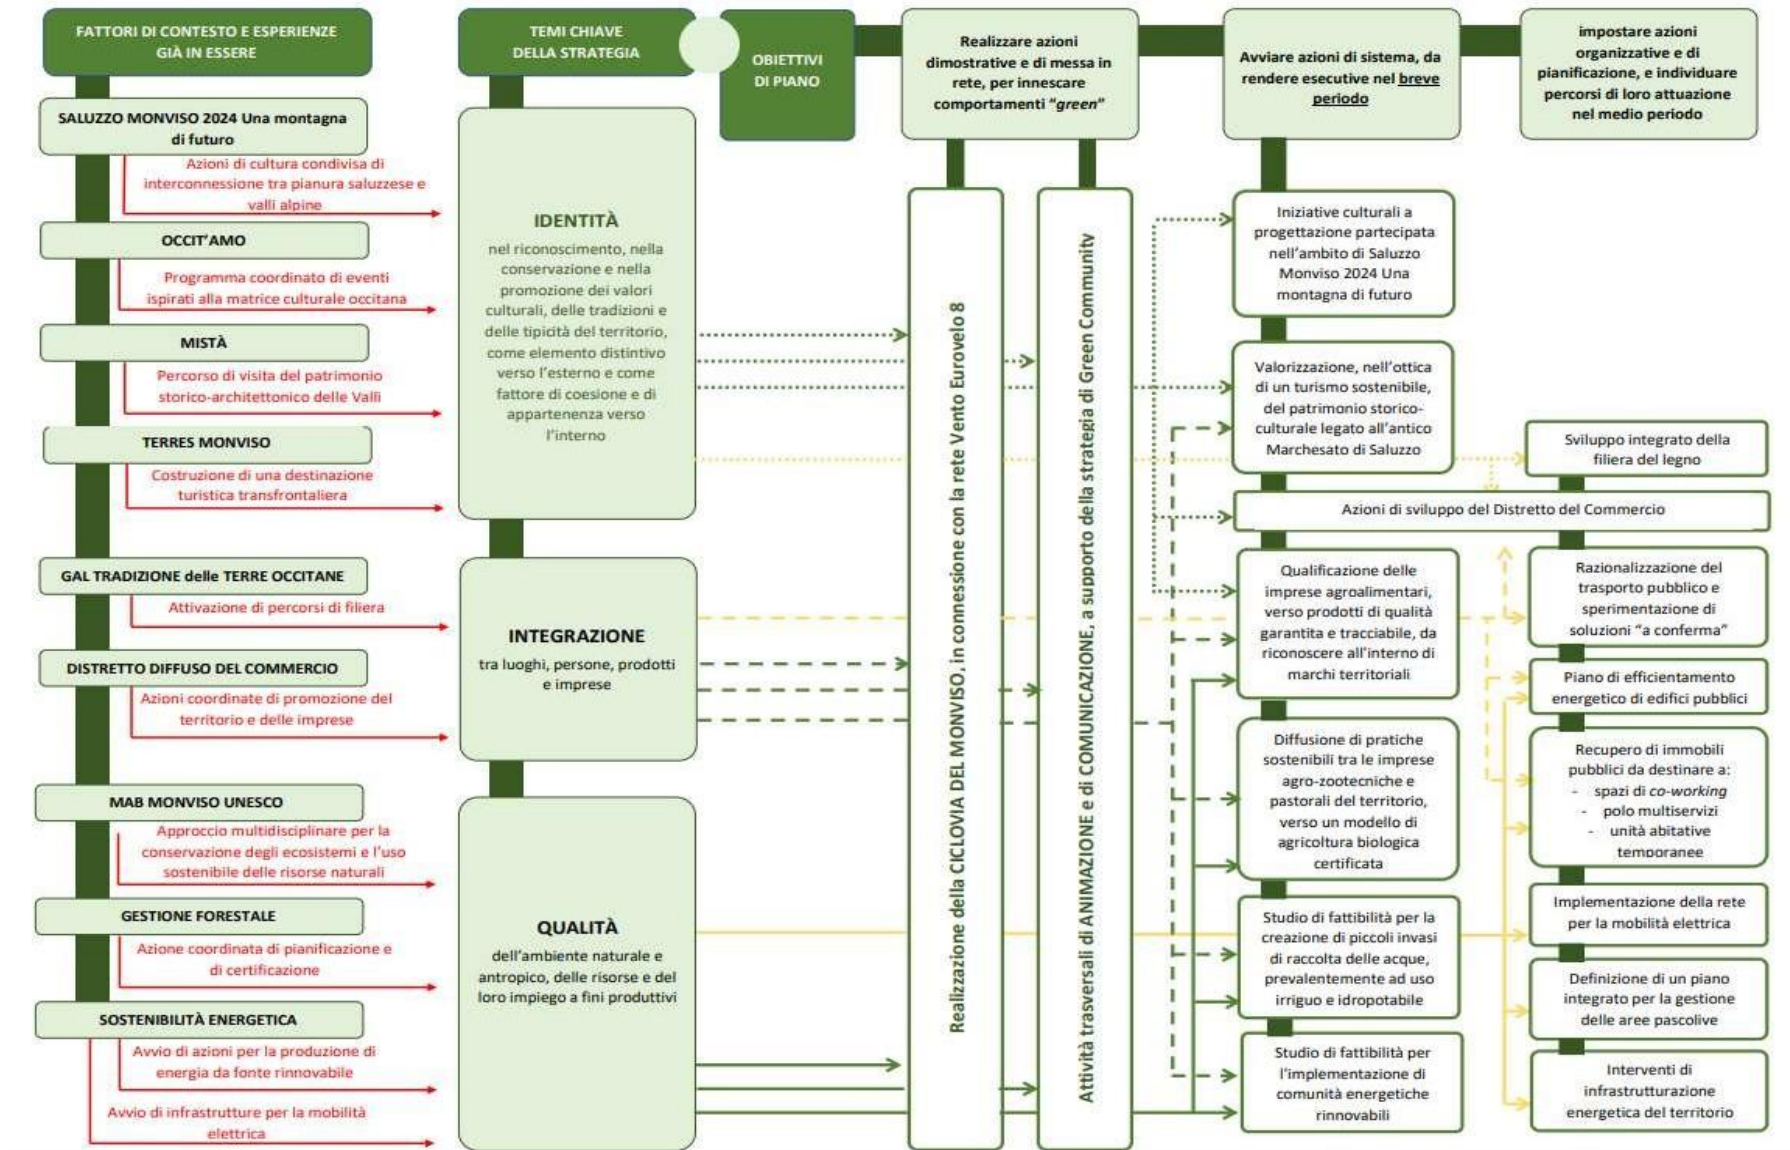 FATTORI DI CONTESTO E ESPERIENZE
GIÀ IN ESSERE
SALUZZO MONVISO 2024 Una montagna
di futuro
Azioni di cultura condivisa di
interconnessione tra pianura saluzzese e
valli alpine
OCCIT'AMO
Programma coordinato di eventi
ispirati alla matrice culturale occitana
MISTÀ
Percorso di visita del patrimonio
storico-architettonico delle Valli
TERRES MONVISO
Costruzione di una destinazione
turistica transfrontaliera
GAL TRADIZIONE delle TERRE OCCITANE
Attivazione di percorsi di filiera
DISTRETTO DIFFUSO DEL COMMERCIO
Azioni coordinate di promozione del
territorio e delle imprese
MAB MONVISO UNESCO
Approccio multidisciplinare per la
conservazione degli ecosistemi e l'uso
sostenibile delle risorse naturali
GESTIONE FORESTALE
Azione coordinata di pianificazione e
di certificazione
SOSTENIBILITÀ ENERGETICA
Avvio di azioni per la produzione di
energia da fonte rinnovabile
Avvio di infrastrutture per la mobilità
elettrica
TEMI CHIAVE
DELLA STRATEGIA
IDENTITÀ
nel riconoscimento, nella
conservazione e nella
promozione dei valori
culturali, delle tradizioni e
delle tipicità del territorio,
come elemento distintivo
verso l'esterno e come
fattore di coesione e di
appartenenza verso
l'interno
INTEGRAZIONE
tra luoghi, persone, prodotti
e imprese
QUALITÀ
dell'ambiente naturale e
antropico, delle risorse e del
loro impiego a fini produttivi
OBIETTIVI
DI PIANO
Realizzare azioni
dimostrative e di messa in
rete, per innescare
comportamenti "green"
Realizzazione della CICLOVIA DEL MONVISO, in connessione con la rete Vento Eurovelo 8
Attività trasversali di ANIMAZIONE e di COMUNICAZIONE, a supporto della strategia di Green Community
Avviare azioni di sistema, da
rendere esecutive nel breve
periodo
Iniziative culturali a
progettazione partecipata
nell'ambito di Saluzzo
Monviso 2024 Una
montagna di futuro
Valorizzazione, nell'ottica
di un turismo sostenibile,
del patrimonio storico-
culturale legato all'antico
Marchesato di Saluzzo
Azioni di sviluppo del Distretto del Commercio
Qualificazione delle
imprese agroalimentari,
verso prodotti di qualità
garantita e tracciabile, da
riconoscere all'interno di
marchi territoriali
Diffusione di pratiche
sostenibili tra le imprese
agro-zootecniche e
pastorali del territorio,
verso un modello di
agricoltura biologica
certificata
Studio di fattibilità per la
creazione di piccoli invasi
di raccolta delle acque,
prevalentemente ad uso
irriguo e idropotabile
Studio di fattibilità per
l'implementazione di
comunità energetiche
rinnovabili
impostare azioni
organizzative e di
pianificazione, e individuare
percorsi di loro attuazione
nel medio periodo
Sviluppo integrato della
filiera del legno
Razionalizzazione del
trasporto pubblico e
sperimentazione di
soluzioni "a conferma"
Piano di efficientamento
energetico di edifici pubblici
Recupero di immobili
pubblici da destinare a:
- spazi di co-working
- polo multiservizi
- unità abitative
temporanee
Implementazione della rete
per la mobilità elettrica
Definizione di un piano
integrato per la gestione
delle aree pascolive
Interventi di
infrastrutturazione
energetica del territorio